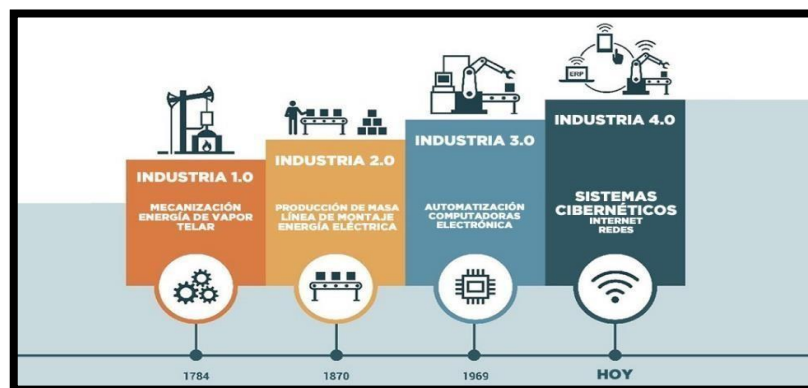 ERP
INDUSTRIA 1.0
MECANIZACIÓN
ENERGÍA DE VAPOR
TELAR
1784
INDUSTRIA 2.0
PRODUCCIÓN DE MASA
LÍNEA DE MONTAJE
ENERGÍA ELÉCTRICA
1870
INDUSTRIA 3.0
AUTOMATIZACIÓN
COMPUTADORAS
ELECTRÓNICA
1969
INDUSTRIA 4.0
SISTEMAS
CIBERNÉTICOS
INTERNET
REDES
HOY